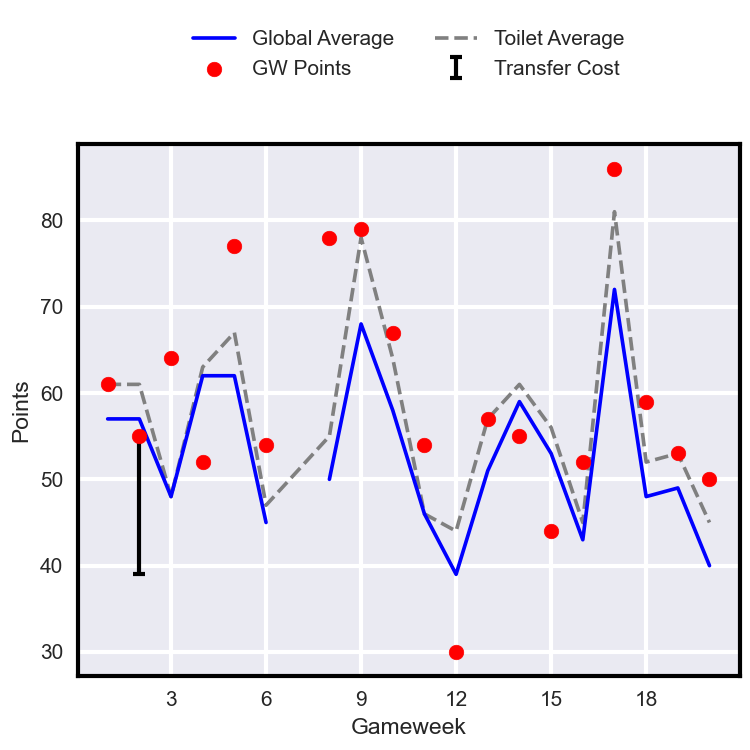 Global Average
Toilet Average
GW Points
Transfer Cost
80
70
60
50
40
30
Points
3 6 9 12 15 18
Gameweek